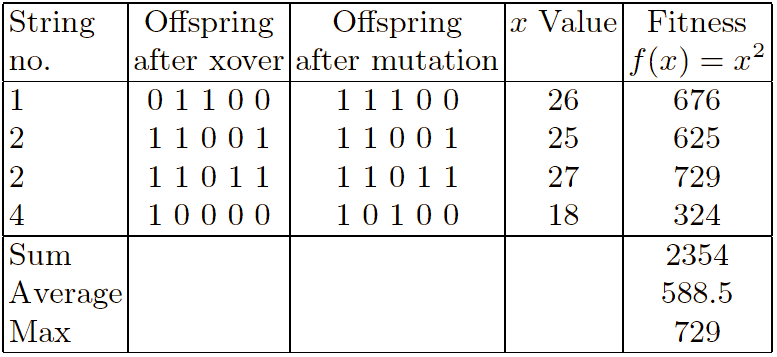 String Offspring Offspring x Value Fitness
no. after xover after mutation f(x) = x²
1 0 1 1 0 0 1 1 1 0 0 26 676
2 1 1 0 0 1 1 1 0 0 1 25 625
2 1 1 0 1 1 1 1 0 1 1 27 729
4 1 0 0 0 0 1 0 1 0 0 18 324
Sum 2354
Average 588.5
Max 729